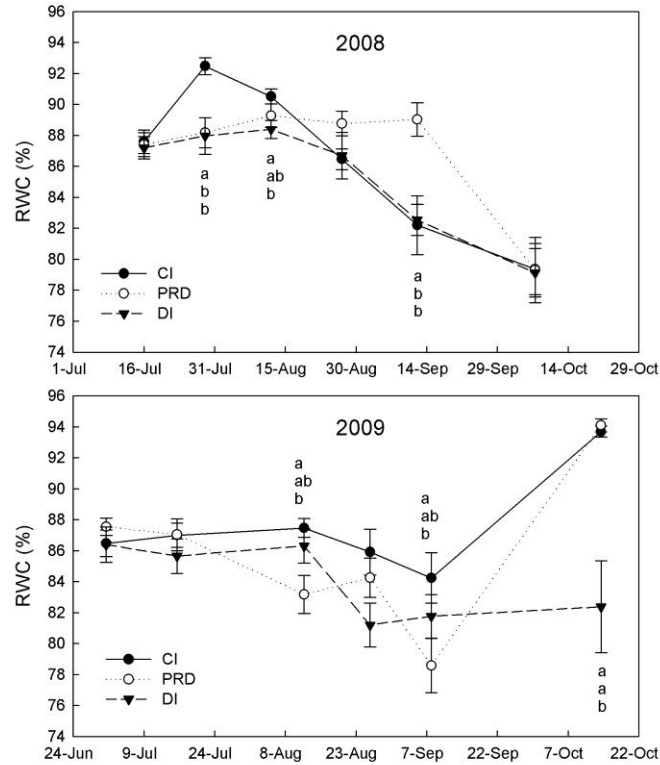 96
94
92
90
88
86
84
82
80
78
76
74
RWC (%)
2008
a
b
b
a
ab
b
a
b
b
CI
PRD
DI
1-Jul 16-Jul 31-Jul 15-Aug 30-Aug 14-Sep 29-Sep 14-Oct 29-Oct
96
94
92
90
88
86
84
82
80
78
76
74
RWC (%)
2009
a
ab
b
a
ab
b
a
a
b
CI
PRD
DI
24-Jun 9-Jul 24-Jul 8-Aug 23-Aug 7-Sep 22-Sep 7-Oct 22-Oct